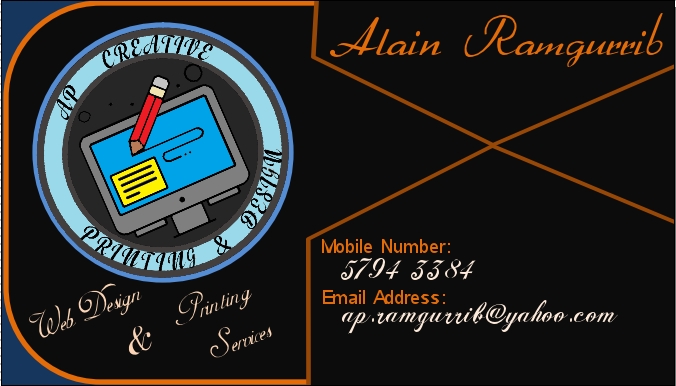 AP CREATIVE
PRINTING & DESIGN
Web Design
&
Printing
Services
Alain Ramgurrib
Mobile Number:
5794 3384
Email Address:
ap.ramgurrib@yahoo.com